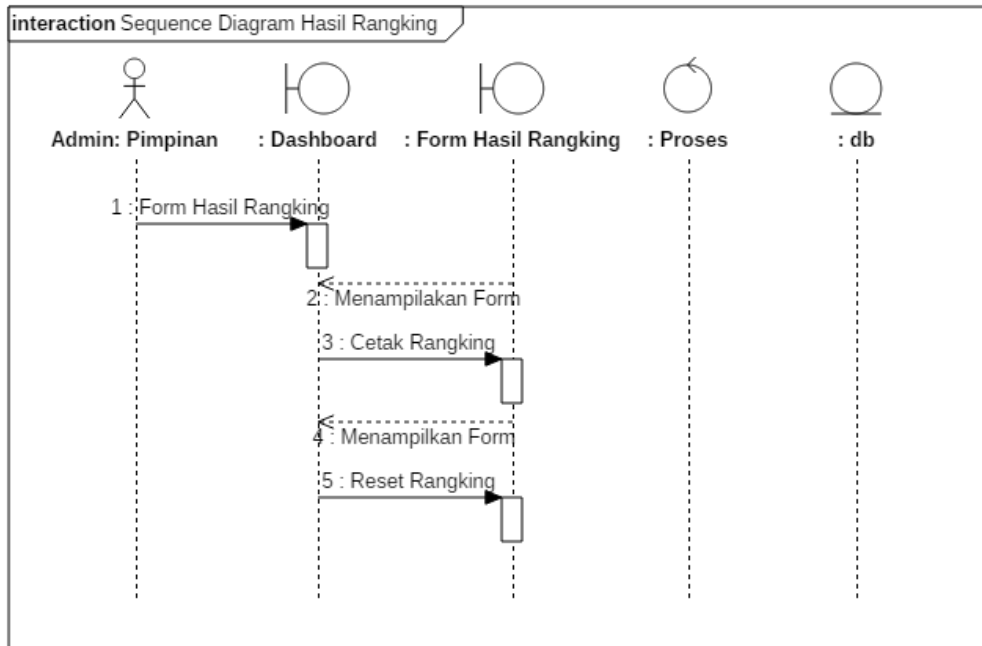 interaction Sequence Diagram Hasil Rangking
Admin: Pimpinan
: Dashboard
: Form Hasil Rangking
: Proses
: db
1 : Form Hasil Rangking
2 : Menampilakan Form
3 : Cetak Rangking
4 : Menampilkan Form
5 : Reset Rangking